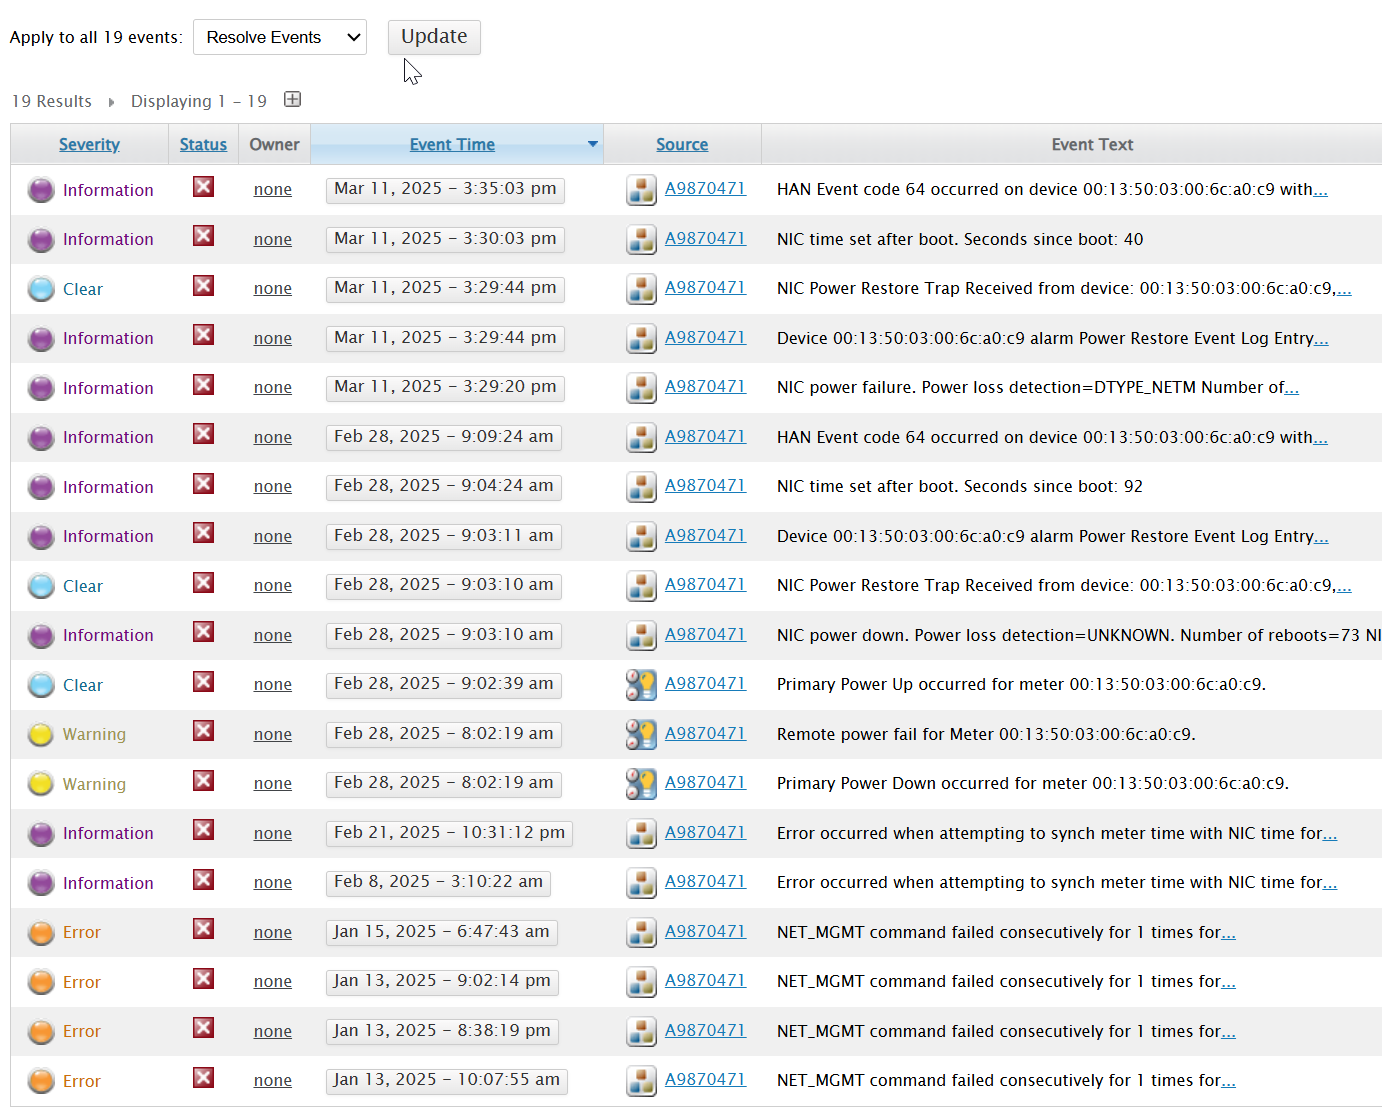 Apply to all 19 events: Resolve Events Update
19 Results Displaying 1 – 19
Severity Status Owner Event Time Source Event Text
Information none Mar 11, 2025 – 3:35:03 pm A9870471 HAN Event code 64 occurred on device 00:13:50:03:00:6c:a0:c9 with...
Information none Mar 11, 2025 – 3:30:03 pm A9870471 NIC time set after boot. Seconds since boot: 40
Clear none Mar 11, 2025 – 3:29:44 pm A9870471 NIC Power Restore Trap Received from device: 00:13:50:03:00:6c:a0:c9,...
Information none Mar 11, 2025 – 3:29:44 pm A9870471 Device 00:13:50:03:00:6c:a0:c9 alarm Power Restore Event Log Entry...
Information none Mar 11, 2025 – 3:29:20 pm A9870471 NIC power failure. Power loss detection=DTYPE_NETM Number of...
Information none Feb 28, 2025 – 9:09:24 am A9870471 HAN Event code 64 occurred on device 00:13:50:03:00:6c:a0:c9 with...
Information none Feb 28, 2025 – 9:04:24 am A9870471 NIC time set after boot. Seconds since boot: 92
Information none Feb 28, 2025 – 9:03:11 am A9870471 Device 00:13:50:03:00:6c:a0:c9 alarm Power Restore Event Log Entry...
Clear none Feb 28, 2025 – 9:03:10 am A9870471 NIC Power Restore Trap Received from device: 00:13:50:03:00:6c:a0:c9,...
Information none Feb 28, 2025 – 9:03:10 am A9870471 NIC power down. Power loss detection=UNKNOWN. Number of reboots=73 NI
Clear none Feb 28, 2025 – 9:02:39 am A9870471 Primary Power Up occurred for meter 00:13:50:03:00:6c:a0:c9.
Warning none Feb 28, 2025 – 8:02:19 am A9870471 Remote power fail for Meter 00:13:50:03:00:6c:a0:c9.
Warning none Feb 28, 2025 – 8:02:19 am A9870471 Primary Power Down occurred for meter 00:13:50:03:00:6c:a0:c9.
Information none Feb 21, 2025 – 10:31:12 pm A9870471 Error occurred when attempting to synch meter time with NIC time for...
Information none Feb 8, 2025 – 3:10:22 am A9870471 Error occurred when attempting to synch meter time with NIC time for...
Error none Jan 15, 2025 – 6:47:43 am A9870471 NET_MGMT command failed consecutively for 1 times for...
Error none Jan 13, 2025 – 9:02:14 pm A9870471 NET_MGMT command failed consecutively for 1 times for...
Error none Jan 13, 2025 – 8:38:19 pm A9870471 NET_MGMT command failed consecutively for 1 times for...
Error none Jan 13, 2025 – 10:07:55 am A9870471 NET_MGMT command failed consecutively for 1 times for...